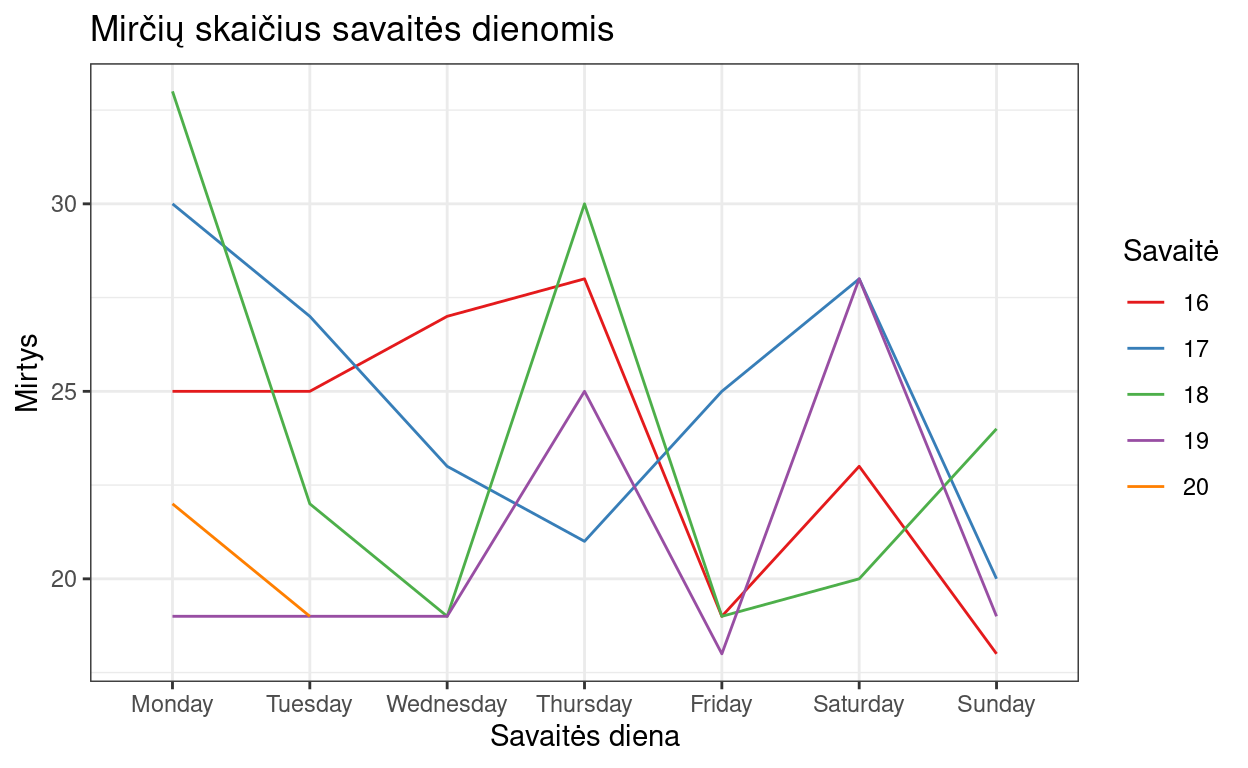 Mirčių skaičius savaitės dienomis
Mirtys
30
25
20
Monday Tuesday Wednesday Thursday Friday Saturday Sunday
Savaitės diena
Savaitė
16
17
18
19
20